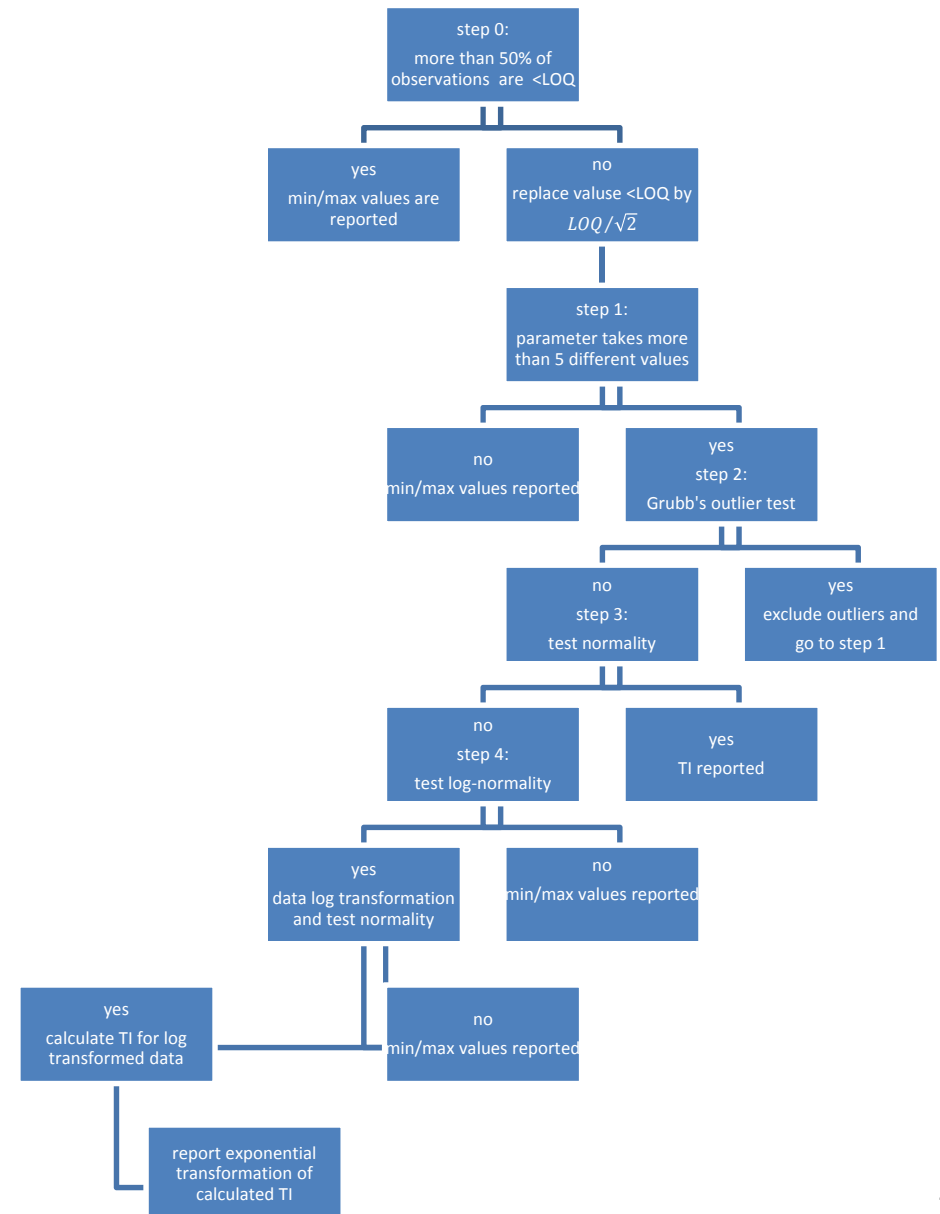 step 0:
more than 50% of
observations are <LOQ
yes
min/max values are
reported
no
replace valuse <LOQ by
LOQ/√2
step 1:
parameter takes more
than 5 different values
no
min/max values reported
yes
step 2:
Grubb's outlier test
no
step 3:
test normality
yes
exclude outliers and
go to step 1
no
step 4:
test log-normality
yes
TI reported
yes
data log transformation
and test normality
no
min/max values reported
yes
calculate TI for log
transformed data
no
min/max values reported
report exponential
transformation of
calculated TI